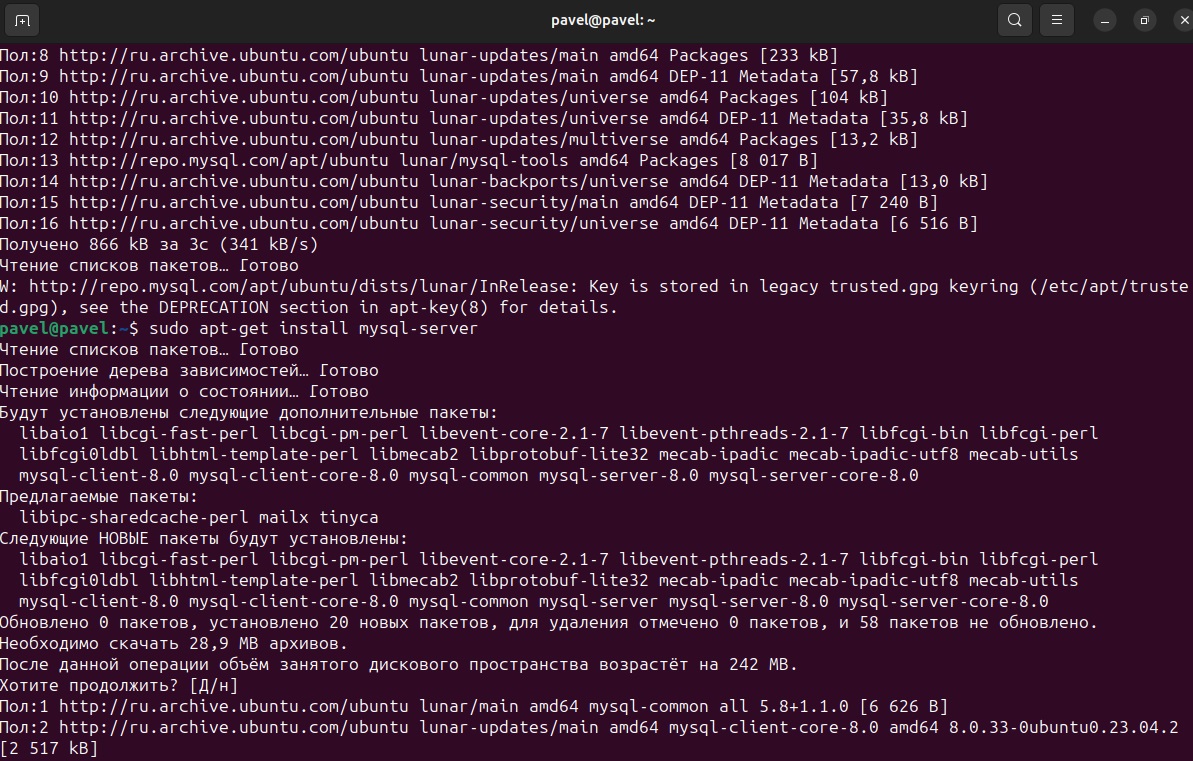 pavel@pavel: ~
Пол:8 http://ru.archive.ubuntu.com/ubuntu lunar-updates/main amd64 Packages [233 kB]
Пол:9 http://ru.archive.ubuntu.com/ubuntu lunar-updates/main amd64 DEP-11 Metadata [57,8 kB]
Пол:10 http://ru.archive.ubuntu.com/ubuntu lunar-updates/universe amd64 Packages [104 kB]
Пол:11 http://ru.archive.ubuntu.com/ubuntu lunar-updates/universe amd64 DEP-11 Metadata [35,8 kB]
Пол:12 http://ru.archive.ubuntu.com/ubuntu lunar-updates/multiverse amd64 Packages [13,2 kB]
Пол:13 http://repo.mysql.com/apt/ubuntu lunar/mysql-tools amd64 Packages [8 017 B]
Пол:14 http://ru.archive.ubuntu.com/ubuntu lunar-backports/universe amd64 DEP-11 Metadata [13,0 kB]
Пол:15 http://ru.archive.ubuntu.com/ubuntu lunar-security/main amd64 DEP-11 Metadata [7 240 B]
Пол:16 http://ru.archive.ubuntu.com/ubuntu lunar-security/universe amd64 DEP-11 Metadata [6 516 B]
Получено 866 kB за 3с (341 kB/s)
Чтение списков пакетов… Готово
W: http://repo.mysql.com/apt/ubuntu/dists/lunar/InRelease: Key is stored in legacy trusted.gpg keyring (/etc/apt/truste
d.gpg), see the DEPRECATION section in apt-key(8) for details.
pavel@pavel:~$ sudo apt-get install mysql-server
Чтение списков пакетов… Готово
Построение дерева зависимостей… Готово
Чтение информации о состоянии… Готово
Будут установлены следующие дополнительные пакеты:
libaio1 libcgi-fast-perl libcgi-pm-perl libevent-core-2.1-7 libevent-pthreads-2.1-7 libfcgi-bin libfcgi-perl
libfcgi0ldbl libhtml-template-perl libmecab2 libprotobuf-lite32 mecab-ipadic mecab-ipadic-utf8 mecab-utils
mysql-client-8.0 mysql-client-core-8.0 mysql-common mysql-server-8.0 mysql-server-core-8.0
Предлагаемые пакеты:
libipc-sharedcache-perl mailx tinyca
Следующие НОВЫЕ пакеты будут установлены:
libaio1 libcgi-fast-perl libcgi-pm-perl libevent-core-2.1-7 libevent-pthreads-2.1-7 libfcgi-bin libfcgi-perl
libfcgi0ldbl libhtml-template-perl libmecab2 libprotobuf-lite32 mecab-ipadic mecab-ipadic-utf8 mecab-utils
mysql-client-8.0 mysql-client-core-8.0 mysql-common mysql-server mysql-server-8.0 mysql-server-core-8.0
Обновлено 0 пакетов, установлено 20 новых пакетов, для удаления отмечено 0 пакетов, и 58 пакетов не обновлено.
Необходимо скачать 28,9 MB архивов.
После данной операции объём занятого дискового пространства возрастёт на 242 MB.
Хотите продолжить? [Д/н]
Пол:1 http://ru.archive.ubuntu.com/ubuntu lunar/main amd64 mysql-common all 5.8+1.1.0 [6 626 B]
Пол:2 http://ru.archive.ubuntu.com/ubuntu lunar-updates/main amd64 mysql-client-core-8.0 amd64 8.0.33-0ubuntu0.23.04.2
[2 517 kB]